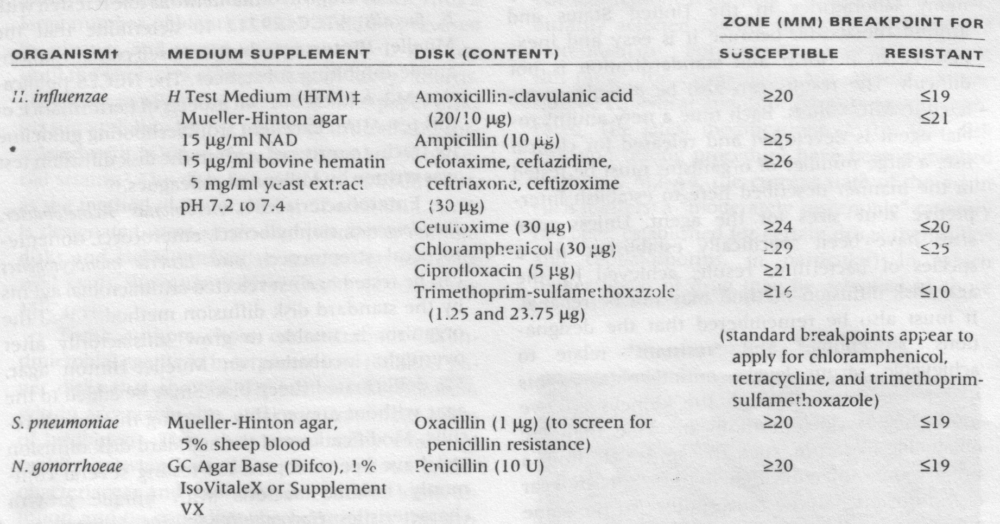 ZONE (MM) BREAKPOINT FOR
ORGANISM† MEDIUM SUPPLEMENT DISK (CONTENT) SUSCEPTIBLE RESISTANT
H. influenzae H Test Medium (HTM)‡ Amoxicillin-clavulanic acid ≥20 ≤19
Mueller-Hinton agar (20/10 µg) ≤21
15 µg/ml NAD Ampicillin (10 µg) ≥25
15 µg/ml bovine hematin Cefotaxime, ceftazidime, ≥26
5 mg/ml yeast extract ceftriaxone, ceftizoxime
pH 7.2 to 7.4 (30 µg)
Cefuroxime (30 µg) ≥24 ≤20
Chloramphenicol (30 µg) ≥29 ≤25
Ciprofloxacin (5 µg) ≥21
Trimethoprim-sulfamethoxazole ≥16 ≤10
(1.25 and 23.75 µg)
(standard breakpoints appear to
apply for chloramphenicol,
tetracycline, and trimethoprim-
sulfamethoxazole)
S. pneumoniae Mueller-Hinton agar, Oxacillin (1 µg) (to screen for ≥20 ≤19
5% sheep blood penicillin resistance)
N. gonorrhoeae GC Agar Base (Difco), 1% Penicillin (10 U) ≥20 ≤19
IsoVitaleX or Supplement
VX